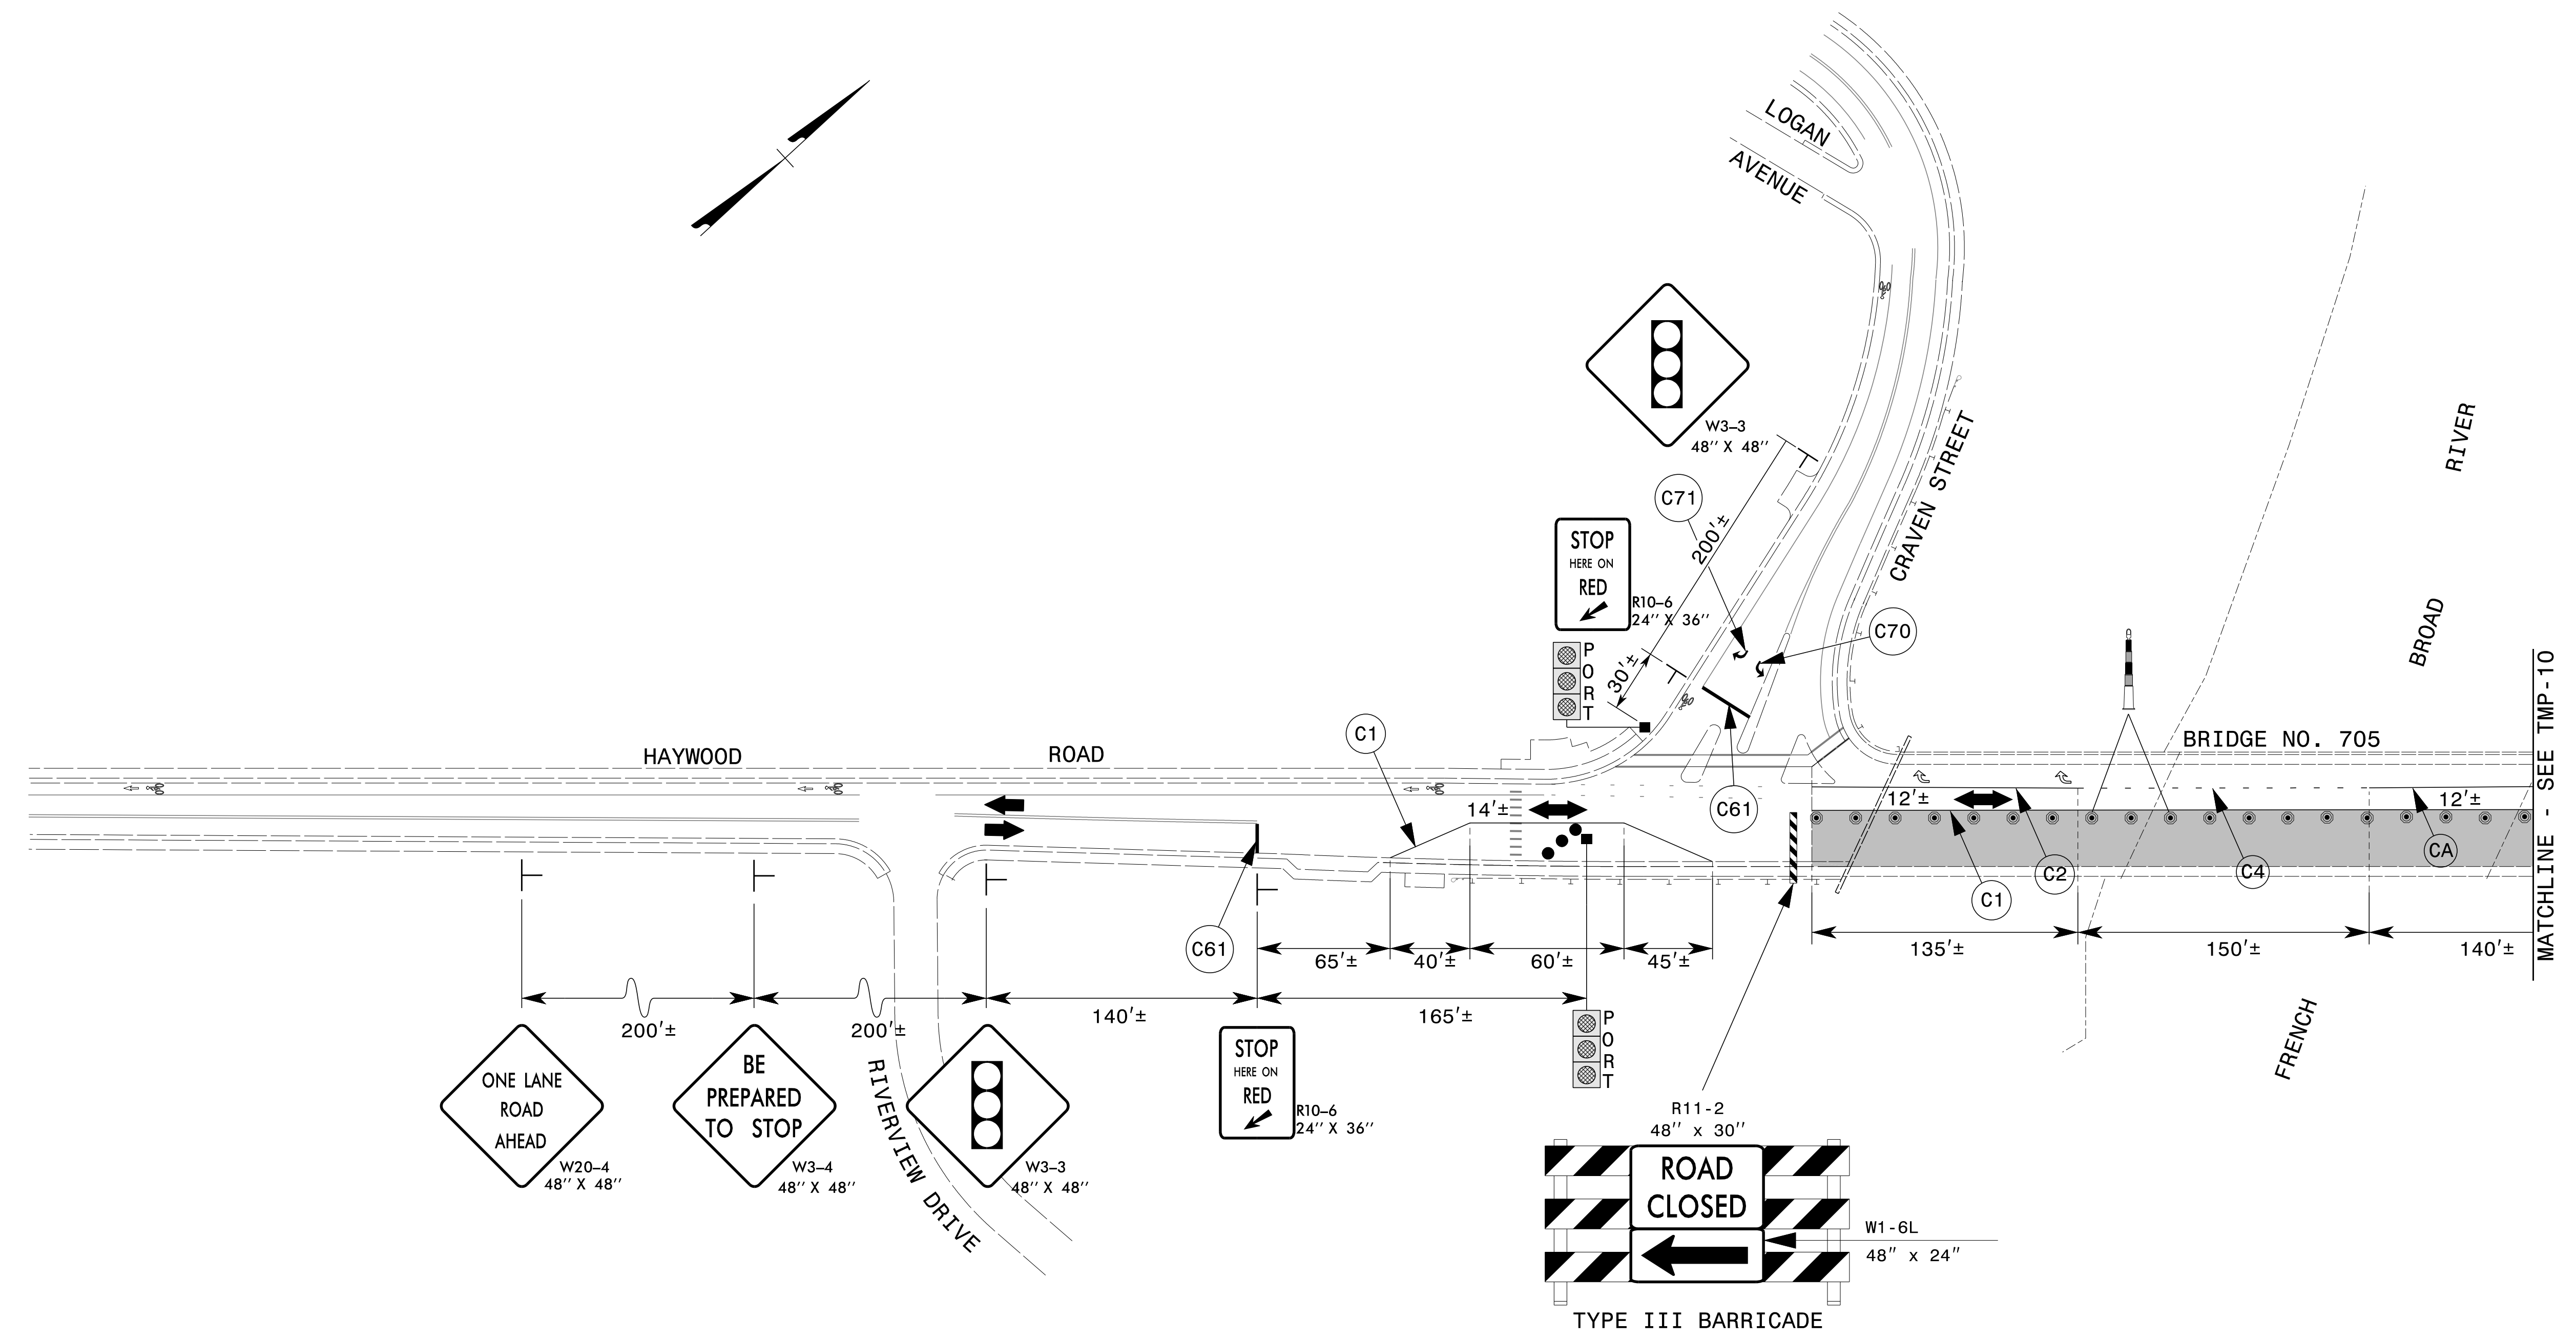 LOGAN
AVENUE
RIVER
W3-3
48" X 48"
C71
CRAVEN STREET
200'±
STOP
HERE ON
RED
R10-6
24" X 36"
C70
30'±
PORT
BROAD
C1
C61
HAYWOOD
ROAD
BRIDGE NO. 705
MATCHLINE - SEE TMP-10
14'±
12'±
12'±
CA
C2
C4
C1
C61
65'±
40'±
60'±
45'±
135'±
150'±
140'±
200'±
200'±
140'±
165'±
FRENCH
PORT
ONE LANE
ROAD
AHEAD
W20-4
48" X 48"
BE
PREPARED
TO STOP
W3-4
48" X 48"
RIVERVIEW DRIVE
W3-3
48" X 48"
STOP
HERE ON
RED
R10-6
24" X 36"
R11-2
48" x 30"
ROAD
CLOSED
W1-6L
48" x 24"
TYPE III BARRICADE